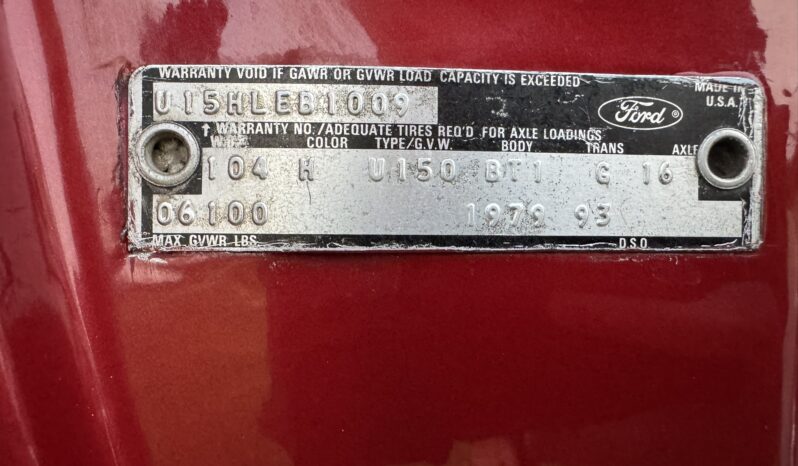 WARRANTY VOID IF GAWR OR GVWR LOAD CAPACITY IS EXCEEDED
MADE IN U.S.A.
U15HLEB1009
Ford ®
↑ WARRANTY NO./ADEQUATE TIRES REQ'D FOR AXLE LOADINGS
W.B. COLOR TYPE/G.V.W. BODY TRANS AXLE
104 H U150 BT1 G 16
06100 1979 93
MAX GVWR LBS D.S.O.